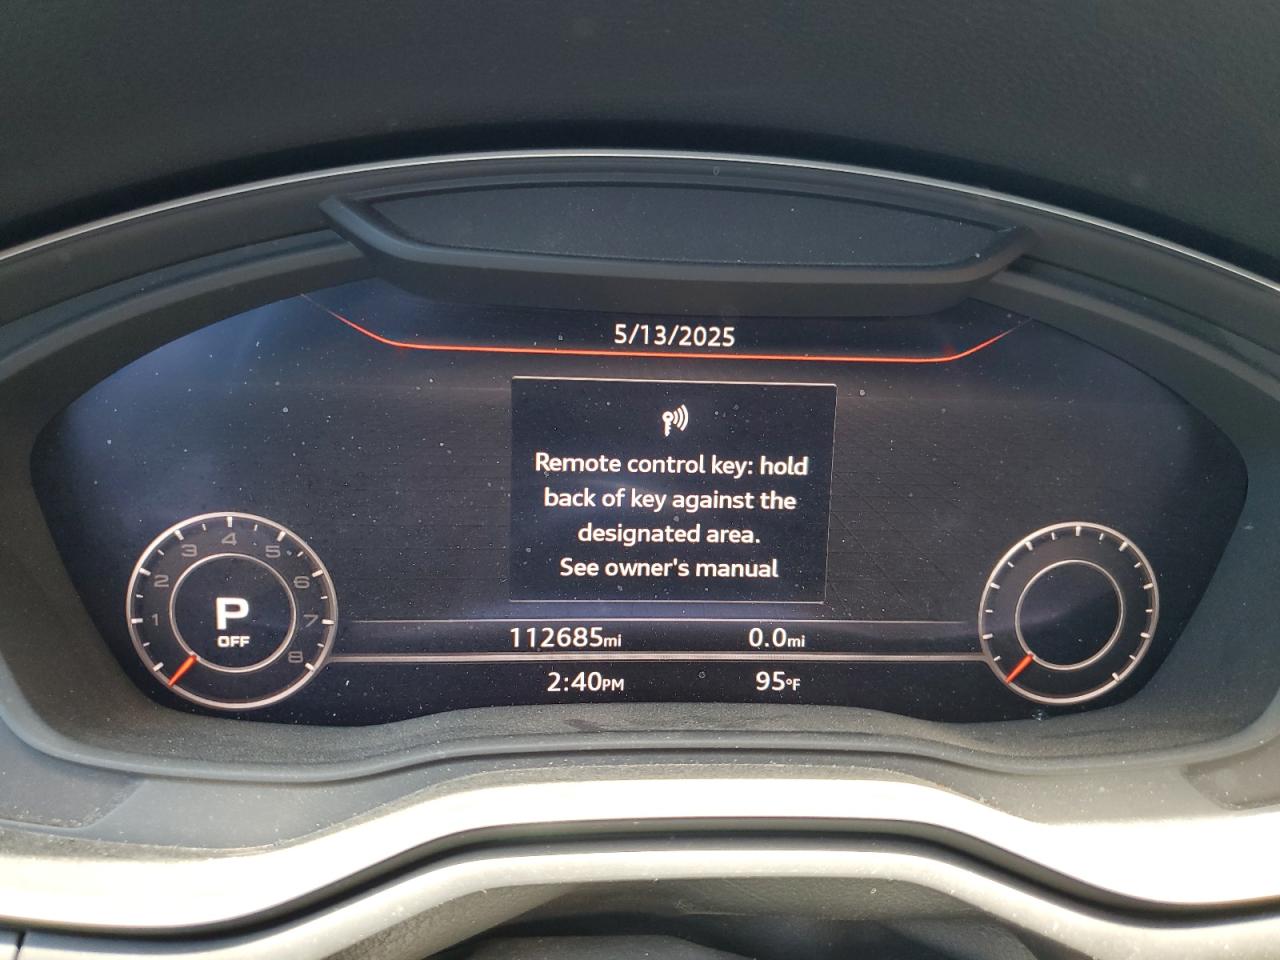 5/13/2025
Remote control key: hold
back of key against the
designated area.
See owner's manual
1 2 3 4 5 6 7 8
P
OFF
112685mi 0.0mi
2:40PM 95°F